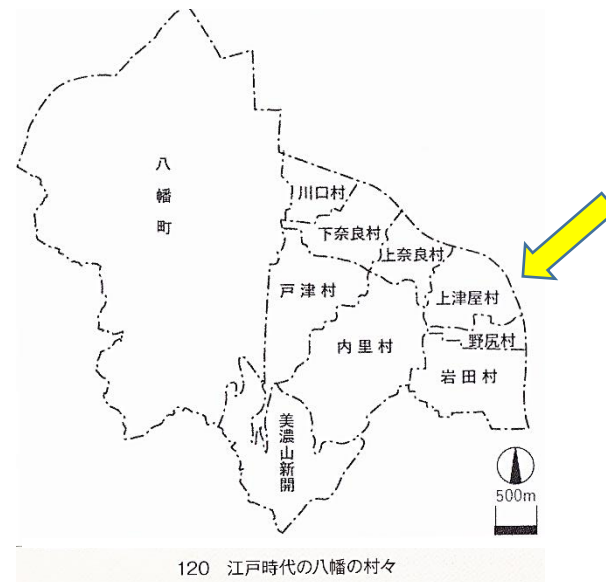 八幡町
川口村
下奈良村
上奈良村
戸津村
上津屋村
内里村
野尻村
岩田村
美濃山新開
500m
120 江戸時代の八幡の村々